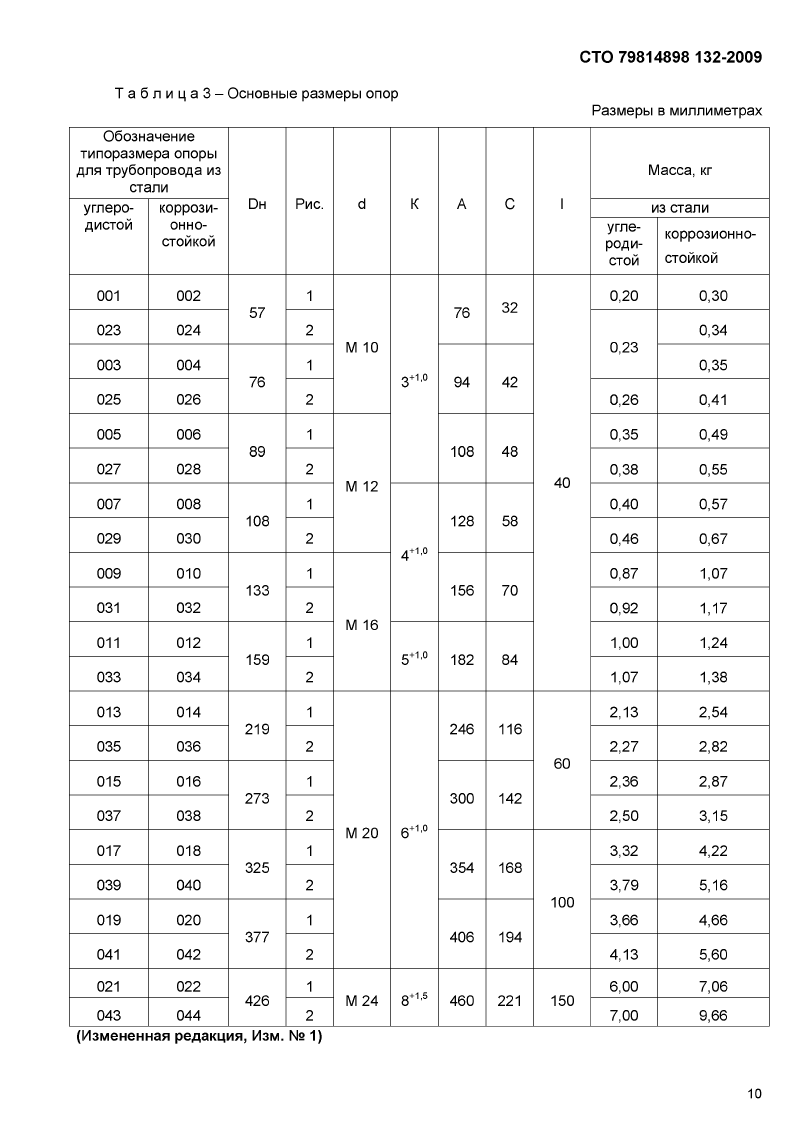 СТО 79814898 132-2009
Т а б л и ц а 3 – Основные размеры опор
Размеры в миллиметрах
Обозначение типоразмера опоры для трубопровода из стали | Dн | Рис. | d | К | А | С | l | Масса, кг
углеро-дистой | коррози-онно-стойкой | из стали
угле-роди-стой | коррозионно-стойкой
001 002 57 1 М 10 3+1,0 76 32 40 0,20 0,30
023 024 2 0,23 0,34
003 004 76 1 94 42 0,35
025 026 2 0,26 0,41
005 006 89 1 М 12 108 48 0,35 0,49
027 028 2 0,38 0,55
007 008 108 1 4+1,0 128 58 0,40 0,57
029 030 2 0,46 0,67
009 010 133 1 М 16 156 70 0,87 1,07
031 032 2 0,92 1,17
011 012 159 1 5+1,0 182 84 1,00 1,24
033 034 2 1,07 1,38
013 014 219 1 М 20 6+1,0 246 116 60 2,13 2,54
035 036 2 2,27 2,82
015 016 273 1 300 142 2,36 2,87
037 038 2 2,50 3,15
017 018 325 1 354 168 100 3,32 4,22
039 040 2 3,79 5,16
019 020 377 1 406 194 3,66 4,66
041 042 2 4,13 5,60
021 022 426 1 М 24 8+1,5 460 221 150 6,00 7,06
043 044 2 7,00 9,66
(Измененная редакция, Изм. № 1)
10